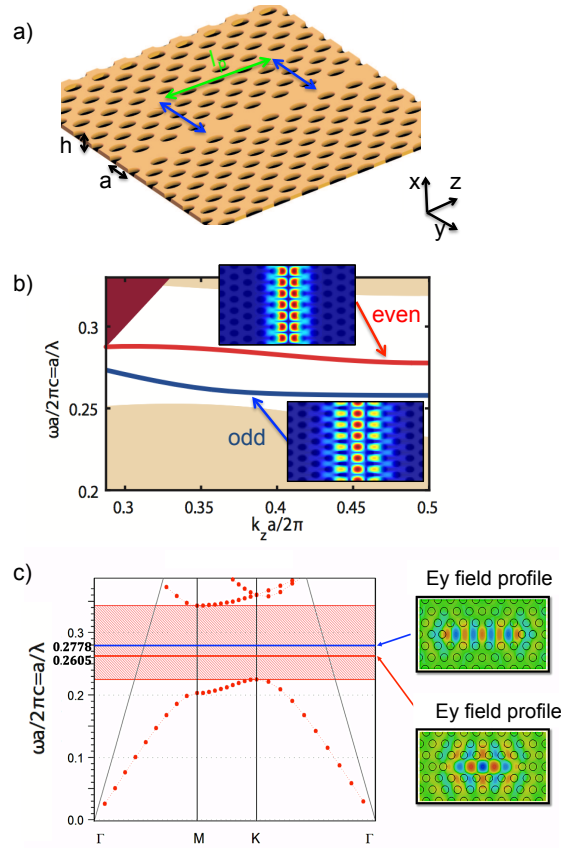 a)
lp
h
a
x
z
y
b)
ωa/2πc=a/λ
0.3
0.25
0.2
even
odd
0.3
0.35
0.4
0.45
0.5
k_z a/2π
c)
ωa/2πc=a/λ
0.3
0.2778
0.2605
0.2
0.1
0.0
Γ
M
K
Γ
Ey field profile
Ey field profile